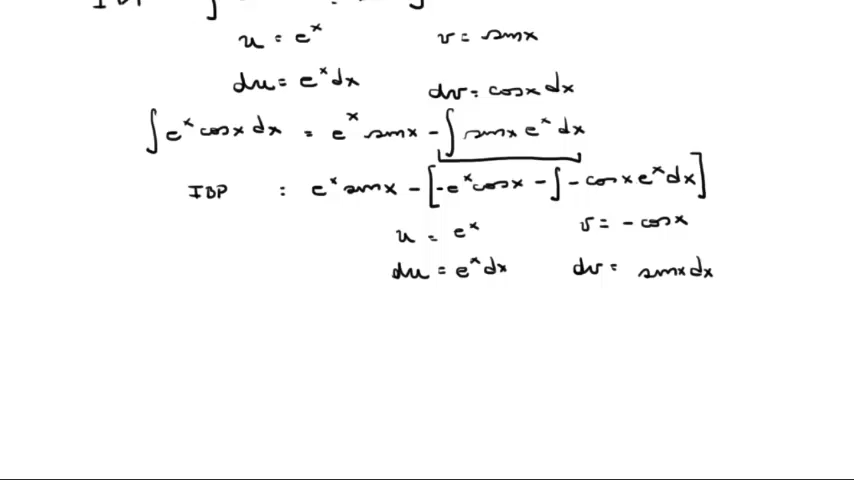 IBP
u = e^x v = sinx
du = e^x dx dv = cosx dx
∫ e^x cosx dx = e^x sinx - ∫ sinx e^x dx
IBP : e^x sinx - [-e^x cosx - ∫ - cosx e^x dx]
u = e^x v = - cosx
du = e^x dx dv = sinx dx